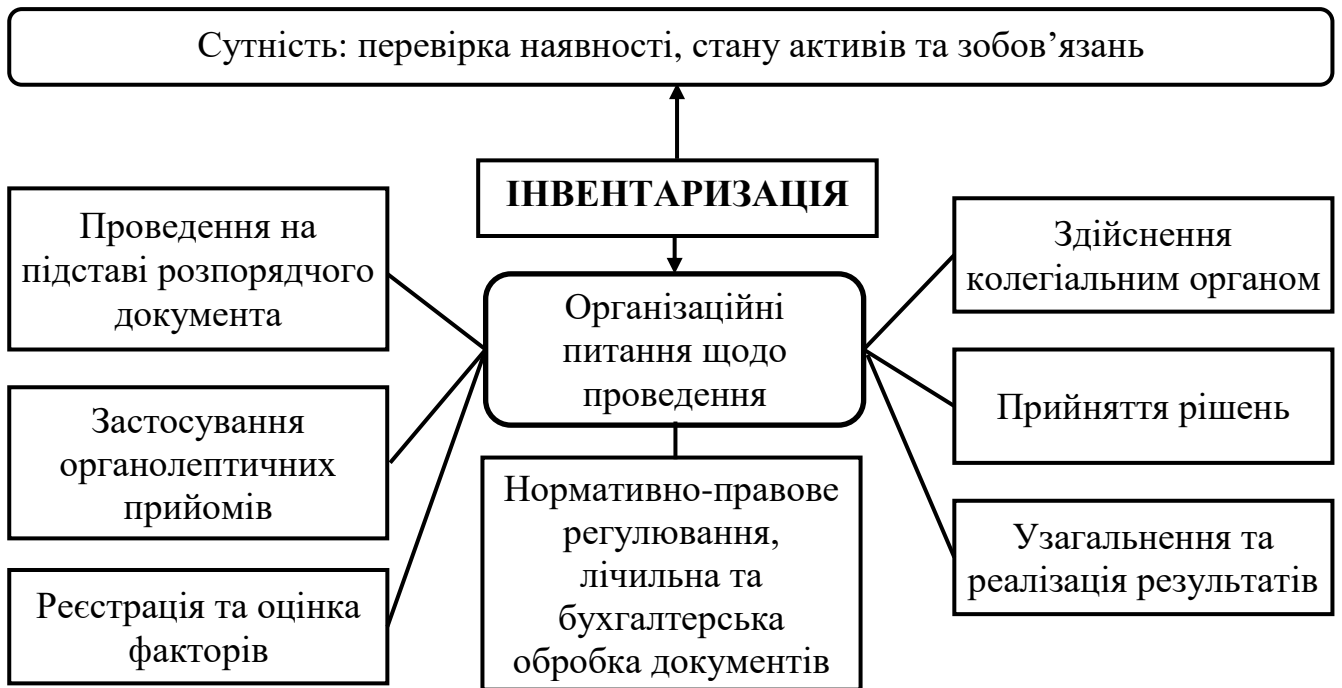 Сутність: перевірка наявності, стану активів та зобов’язань
ІНВЕНТАРИЗАЦІЯ
Проведення на
підставі розпорядчого
документа
Застосування
органолептичних
прийомів
Реєстрація та оцінка
факторів
Організаційні
питання щодо
проведення
Нормативно-правове
регулювання,
лічильна та
бухгалтерська
обробка документів
Здійснення
колегіальним органом
Прийняття рішень
Узагальнення та
реалізація результатів